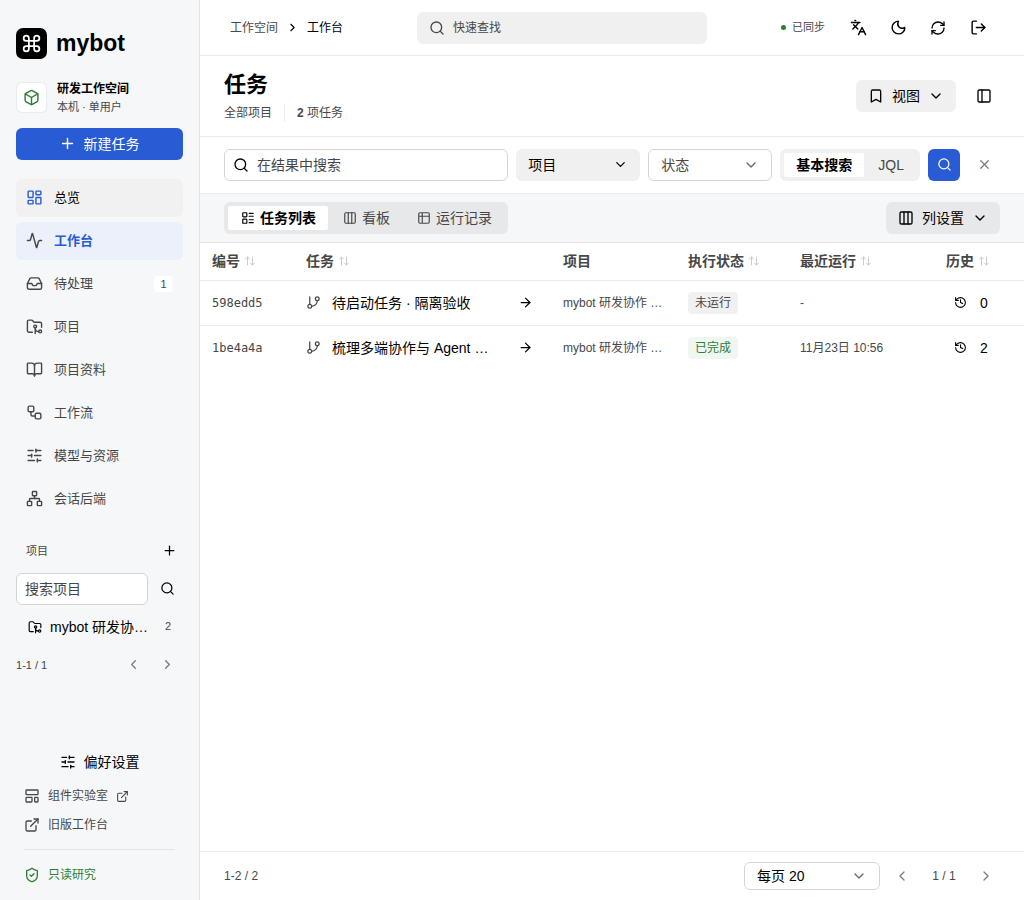 mybot
研发工作空间
本机 · 单用户
新建任务
总览
工作台
待处理 1
项目
项目资料
工作流
模型与资源
会话后端
项目
搜索项目
mybot 研发协… 2
1-1 / 1
偏好设置
组件实验室
旧版工作台
只读研究
工作空间 工作台
快速查找
已同步
任务
全部项目 2 项任务
视图
在结果中搜索 项目 状态 基本搜索 JQL
任务列表 看板 运行记录 列设置
编号 任务 项目 执行状态 最近运行 历史
598edd5 待启动任务 · 隔离验收 mybot 研发协作 … 未运行 - 0
1be4a4a 梳理多端协作与 Agent … mybot 研发协作 … 已完成 11月23日 10:56 2
1-2 / 2 每页 20 1 / 1